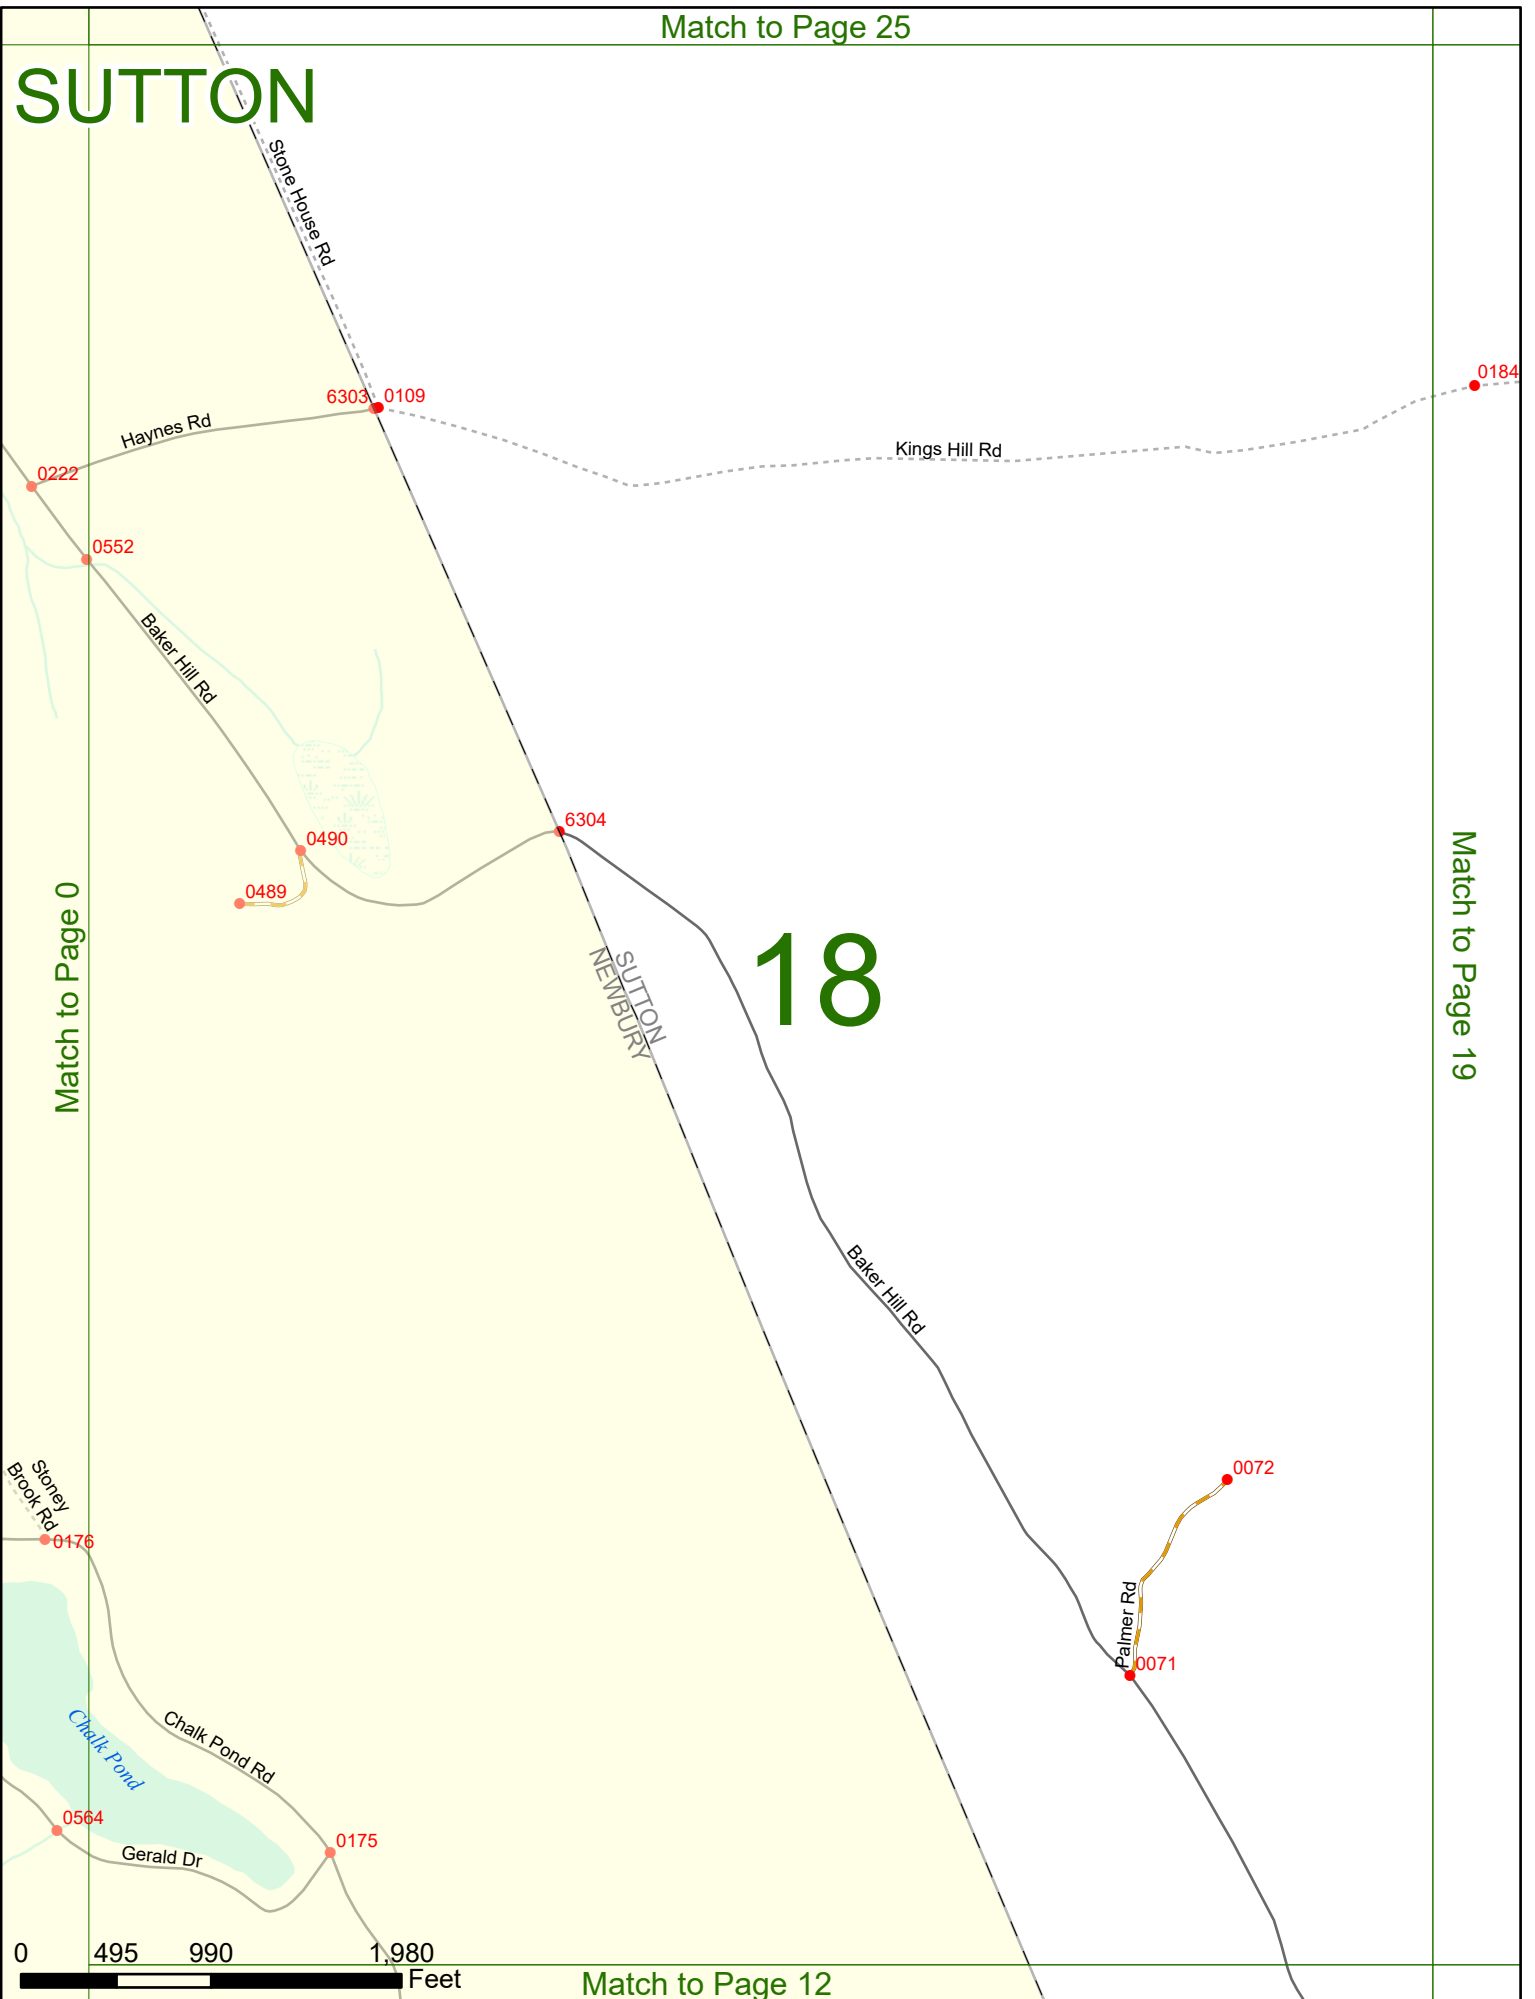 Match to Page 25
SUTTON
Stone House Rd
0184
6303
0109
Haynes Rd
Kings Hill Rd
0222
0552
Baker Hill Rd
6304
0490
0489
Match to Page 0
18
Match to Page 19
SUTTON
NEWBURY
Baker Hill Rd
Stoney
Brook Rd
0072
0176
Palmer Rd
0071
Chalk Pond
Chalk Pond Rd
0564
0175
Gerald Dr
0 495 990 1,980
Feet
Match to Page 12